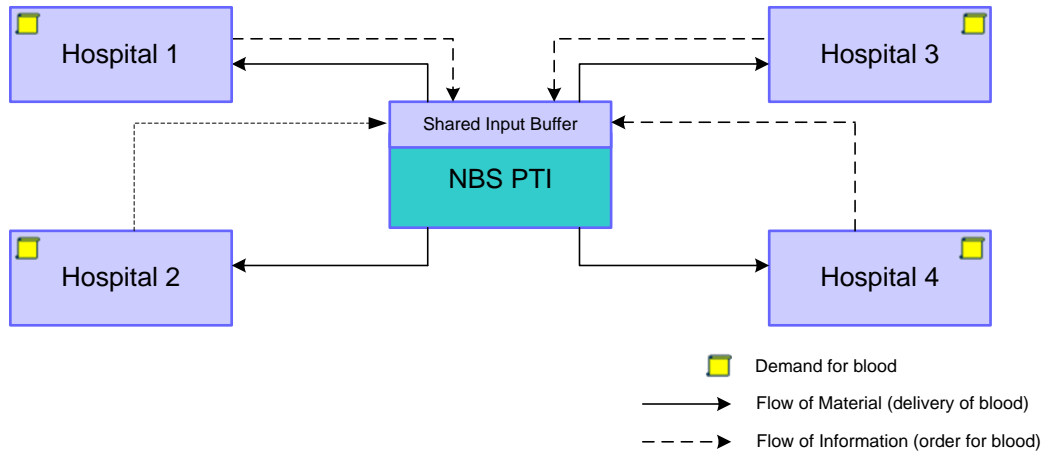 Hospital 1
Hospital 3
Shared Input Buffer
NBS PTI
Hospital 2
Hospital 4
Demand for blood
Flow of Material (delivery of blood)
Flow of Information (order for blood)